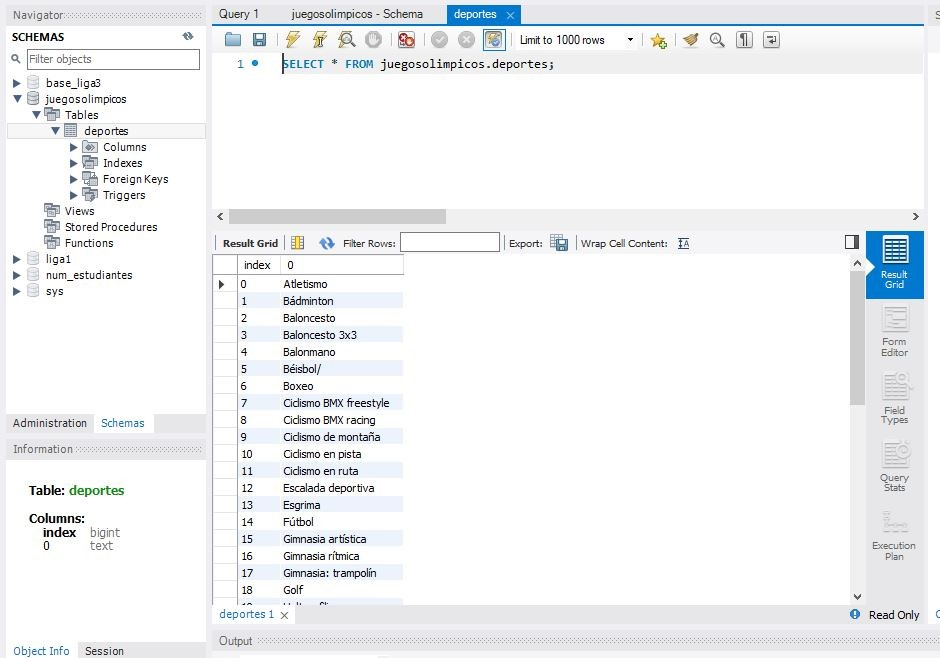 Navigator
SCHEMAS
Filter objects
base_liga3
juegosolimpicos
Tables
deportes
Columns
Indexes
Foreign Keys
Triggers
Views
Stored Procedures
Functions
liga1
num_estudiantes
sys
Administration Schemas
Information
Table: deportes
Columns:
index bigint
0 text
Object Info Session
Query 1 juegosolimpicos - Schema deportes
Limit to 1000 rows
1 SELECT * FROM juegosolimpicos.deportes;
Result Grid Filter Rows: Export: Wrap Cell Content:
index 0
0 Atletismo
1 Bádminton
2 Baloncesto
3 Baloncesto 3x3
4 Balonmano
5 Béisbol/
6 Boxeo
7 Ciclismo BMX freestyle
8 Ciclismo BMX racing
9 Ciclismo de montaña
10 Ciclismo en pista
11 Ciclismo en ruta
12 Escalada deportiva
13 Esgrima
14 Fútbol
15 Gimnasia artística
16 Gimnasia rítmica
17 Gimnasia: trampolín
18 Golf
Result
Grid
Form
Editor
Field
Types
Query
Stats
Execution
Plan
deportes 1 Read Only
Output